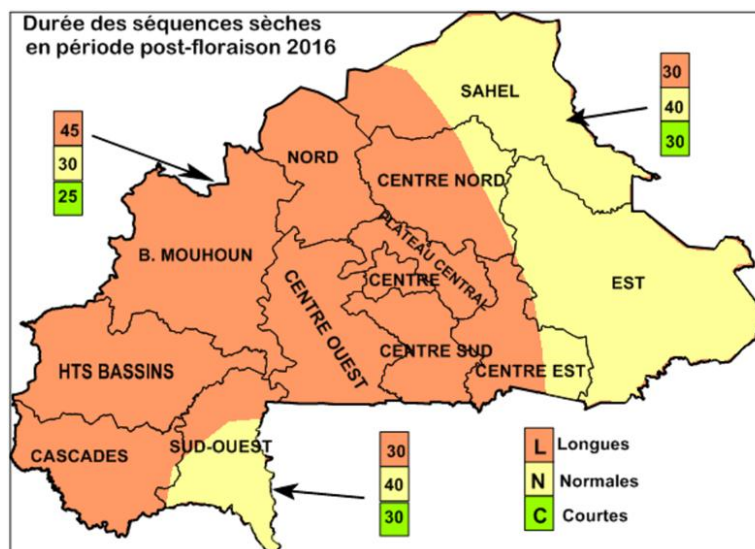 Durée des séquences sèches
en période post-floraison 2016
SAHEL
30
40
30
45
30
25
NORD
CENTRE NORD
B. MOUHOUN
PLATEAU CENTRAL
CENTRE
EST
CENTRE OUEST
CENTRE SUD
CENTRE EST
HTS BASSINS
SUD-OUEST
CASCADES
30
40
30
L Longues
N Normales
C Courtes